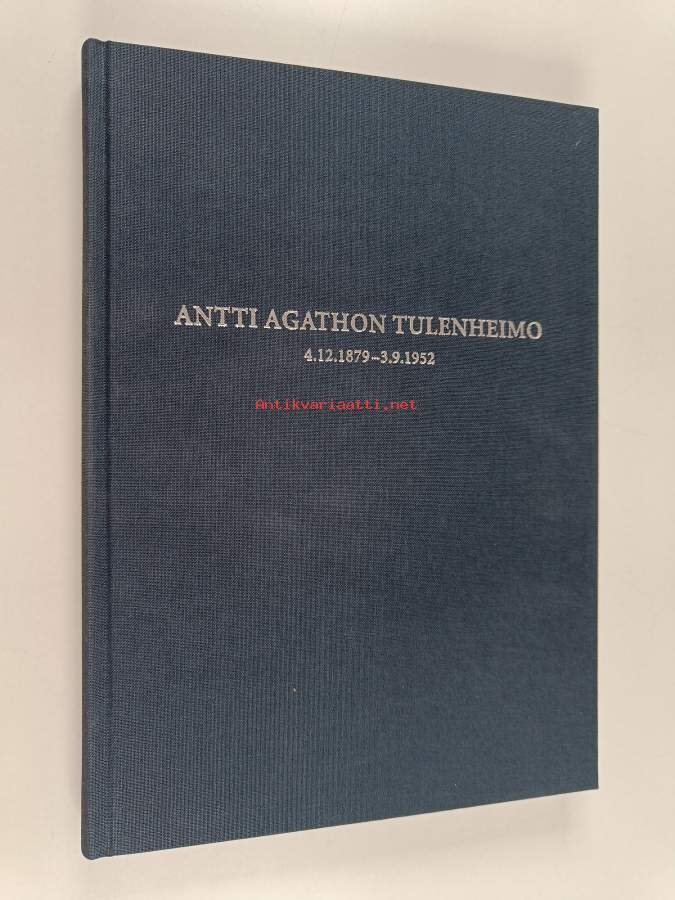 ANTTI AGATHON TULENHEIMO
4.12.1879–3.9.1952
Antikvariaatti.net